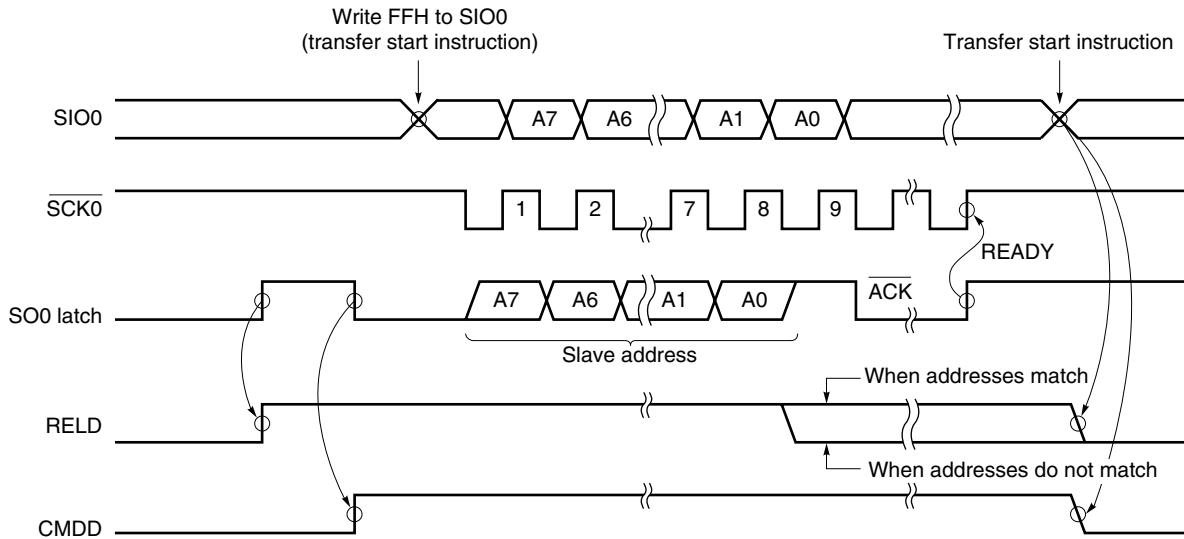 Write FFH to SIO0
(transfer start instruction)
Transfer start instruction
SIO0
A7
A6
A1
A0
SCK0
1
2
7
8
9
READY
SO0 latch
A7
A6
A1
A0
ACK
Slave address
When addresses match
RELD
When addresses do not match
CMDD